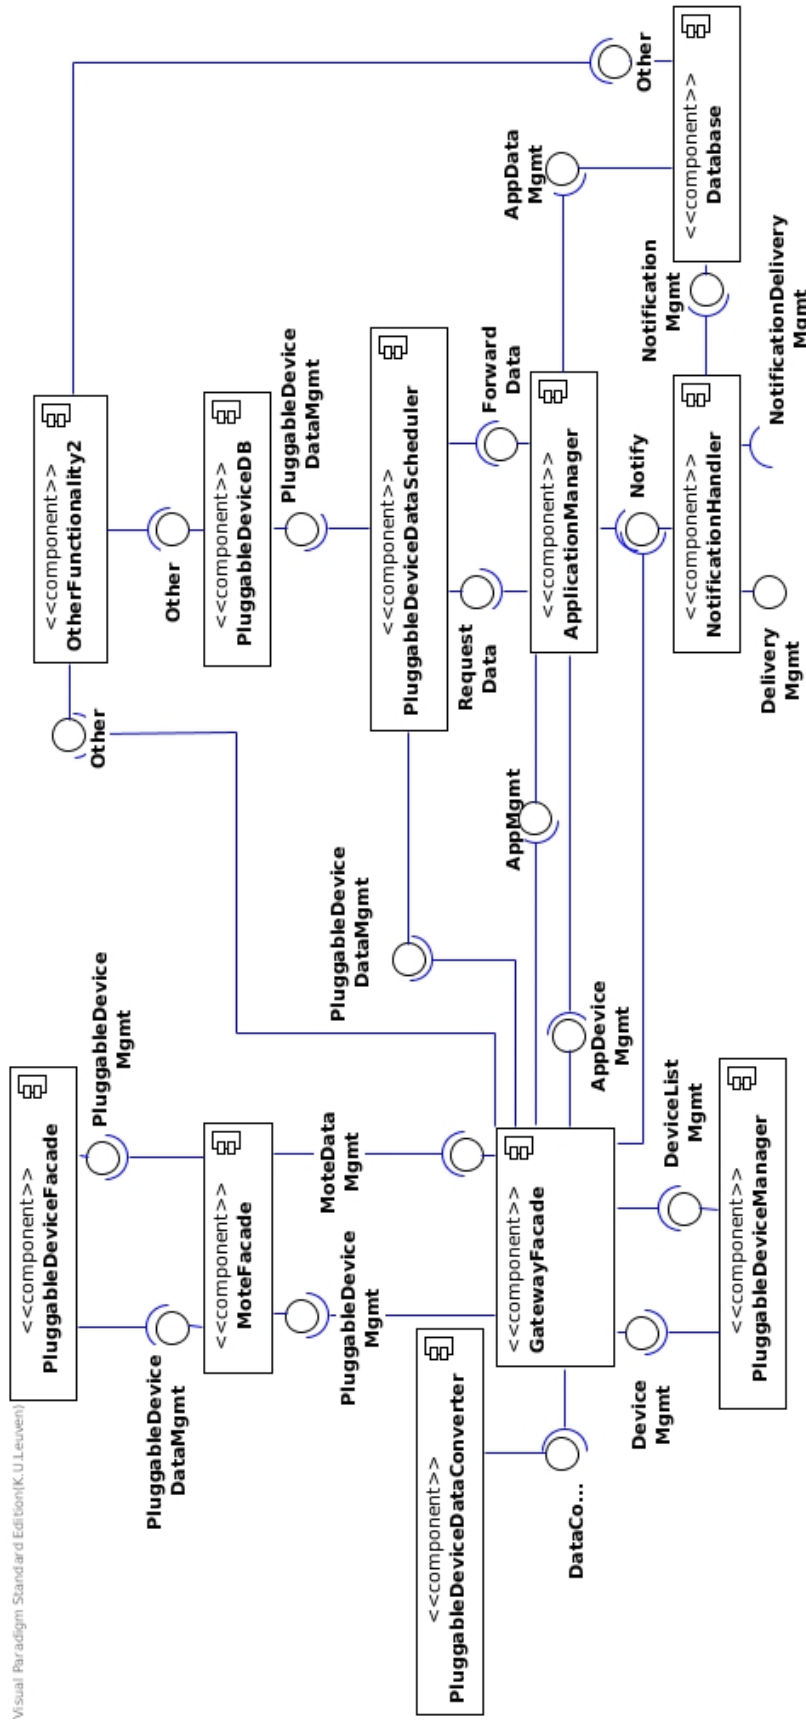 Visual Paradigm Standard Edition(K.U.Leuven)
<<component>>
PluggableDeviceFacade
PluggableDevice
DataMgmt
PluggableDevice
Mgmt
<<component>>
MoteFacade
PluggableDevice
Mgmt
MoteData
Mgmt
<<component>>
PluggableDeviceDataConverter
DataCo...
<<component>>
GatewayFacade
Device
Mgmt
DeviceList
Mgmt
<<component>>
PluggableDeviceManager
Other
<<component>>
OtherFunctionality2
Other
<<component>>
PluggableDeviceDB
PluggableDevice
DataMgmt
<<component>>
PluggableDeviceDataScheduler
PluggableDevice
DataMgmt
Request
Data
Forward
Data
AppMgmt
AppDevice
Mgmt
<<component>>
ApplicationManager
Notify
<<component>>
NotificationHandler
Delivery
Mgmt
NotificationDelivery
Mgmt
Notification
Mgmt
AppData
Mgmt
Other
<<component>>
Database